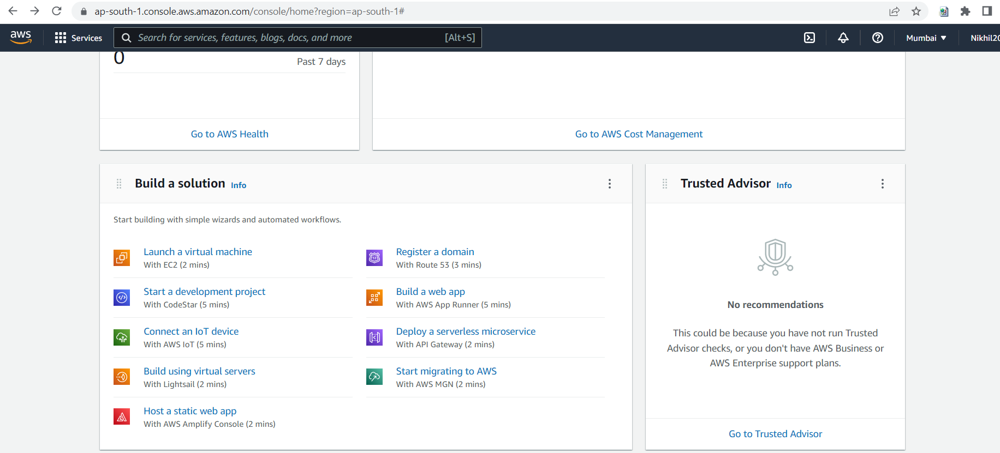 ap-south-1.console.aws.amazon.com/console/home?region=ap-south-1#
aws
Services
Search for services, features, blogs, docs, and more
[Alt+S]
Mumbai
Nikhil20
0
Past 7 days
Go to AWS Health
Go to AWS Cost Management
Build a solution Info
Start building with simple wizards and automated workflows.
Launch a virtual machine
With EC2 (2 mins)
Start a development project
With CodeStar (5 mins)
Connect an IoT device
With AWS IoT (5 mins)
Build using virtual servers
With Lightsail (2 mins)
Host a static web app
With AWS Amplify Console (2 mins)
Register a domain
With Route 53 (3 mins)
Build a web app
With AWS App Runner (5 mins)
Deploy a serverless microservice
With API Gateway (2 mins)
Start migrating to AWS
With AWS MGN (2 mins)
Trusted Advisor Info
No recommendations
This could be because you have not run Trusted
Advisor checks, or you don't have AWS Business or
AWS Enterprise support plans.
Go to Trusted Advisor